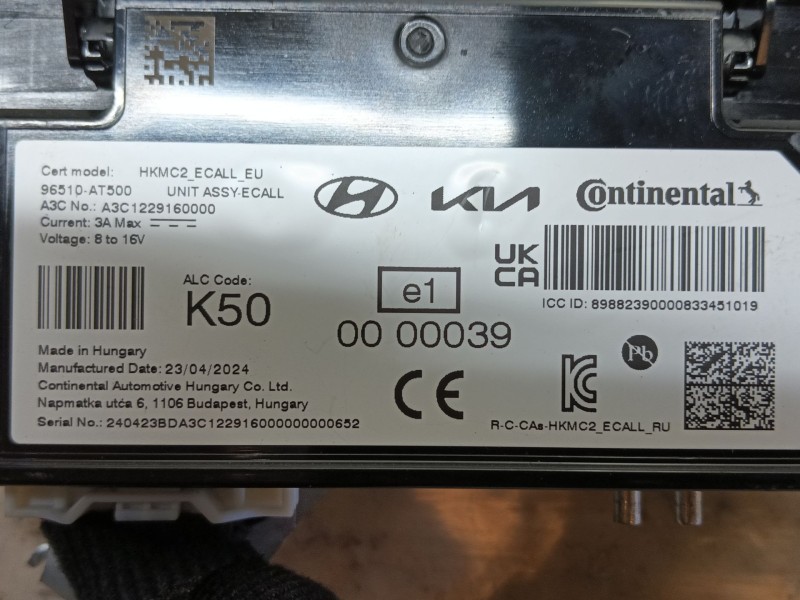 Cert model: HKMC2_ECALL_EU
96510-AT500 UNIT ASSY-ECALL
A3C No.: A3C1229160000
Current: 3A Max
Voltage: 8 to 16V
KIA
Continental
UK
CA
ICC ID: 89882390000833451019
ALC Code:
K50
e1
00 00039
Made in Hungary
Manufactured Date: 23/04/2024
Continental Automotive Hungary Co. Ltd.
Napmatka utca 6, 1106 Budapest, Hungary
Serial No.: 240423BDA3C122916000000000652
CE
Pb
R-C-CAs-HKMC2_ECALL_RU